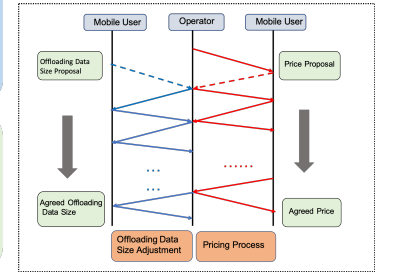 Mobile User
Operator
Mobile User
Offloading Data
Size Proposal
Price Proposal
Agreed Offloading
Data Size
Agreed Price
Offloading Data
Size Adjustment
Pricing Process